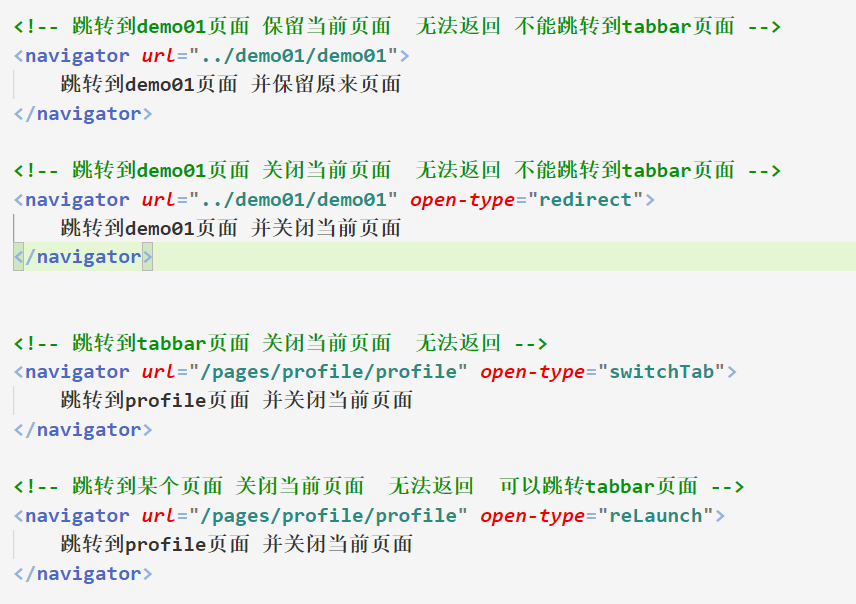 <!-- 跳转到demo01页面 保留当前页面  无法返回 不能跳转到tabbar页面 -->
<navigator url="../demo01/demo01">
    跳转到demo01页面 并保留原来页面
</navigator>
<!-- 跳转到demo01页面 关闭当前页面  无法返回 不能跳转到tabbar页面 -->
<navigator url="../demo01/demo01" open-type="redirect">
    跳转到demo01页面 并关闭当前页面
</navigator>
<!-- 跳转到tabbar页面 关闭当前页面  无法返回 -->
<navigator url="/pages/profile/profile" open-type="switchTab">
    跳转到profile页面 并关闭当前页面
</navigator>
<!-- 跳转到某个页面 关闭当前页面  无法返回  可以跳转tabbar页面 -->
<navigator url="/pages/profile/profile" open-type="reLaunch">
    跳转到profile页面 并关闭当前页面
</navigator>